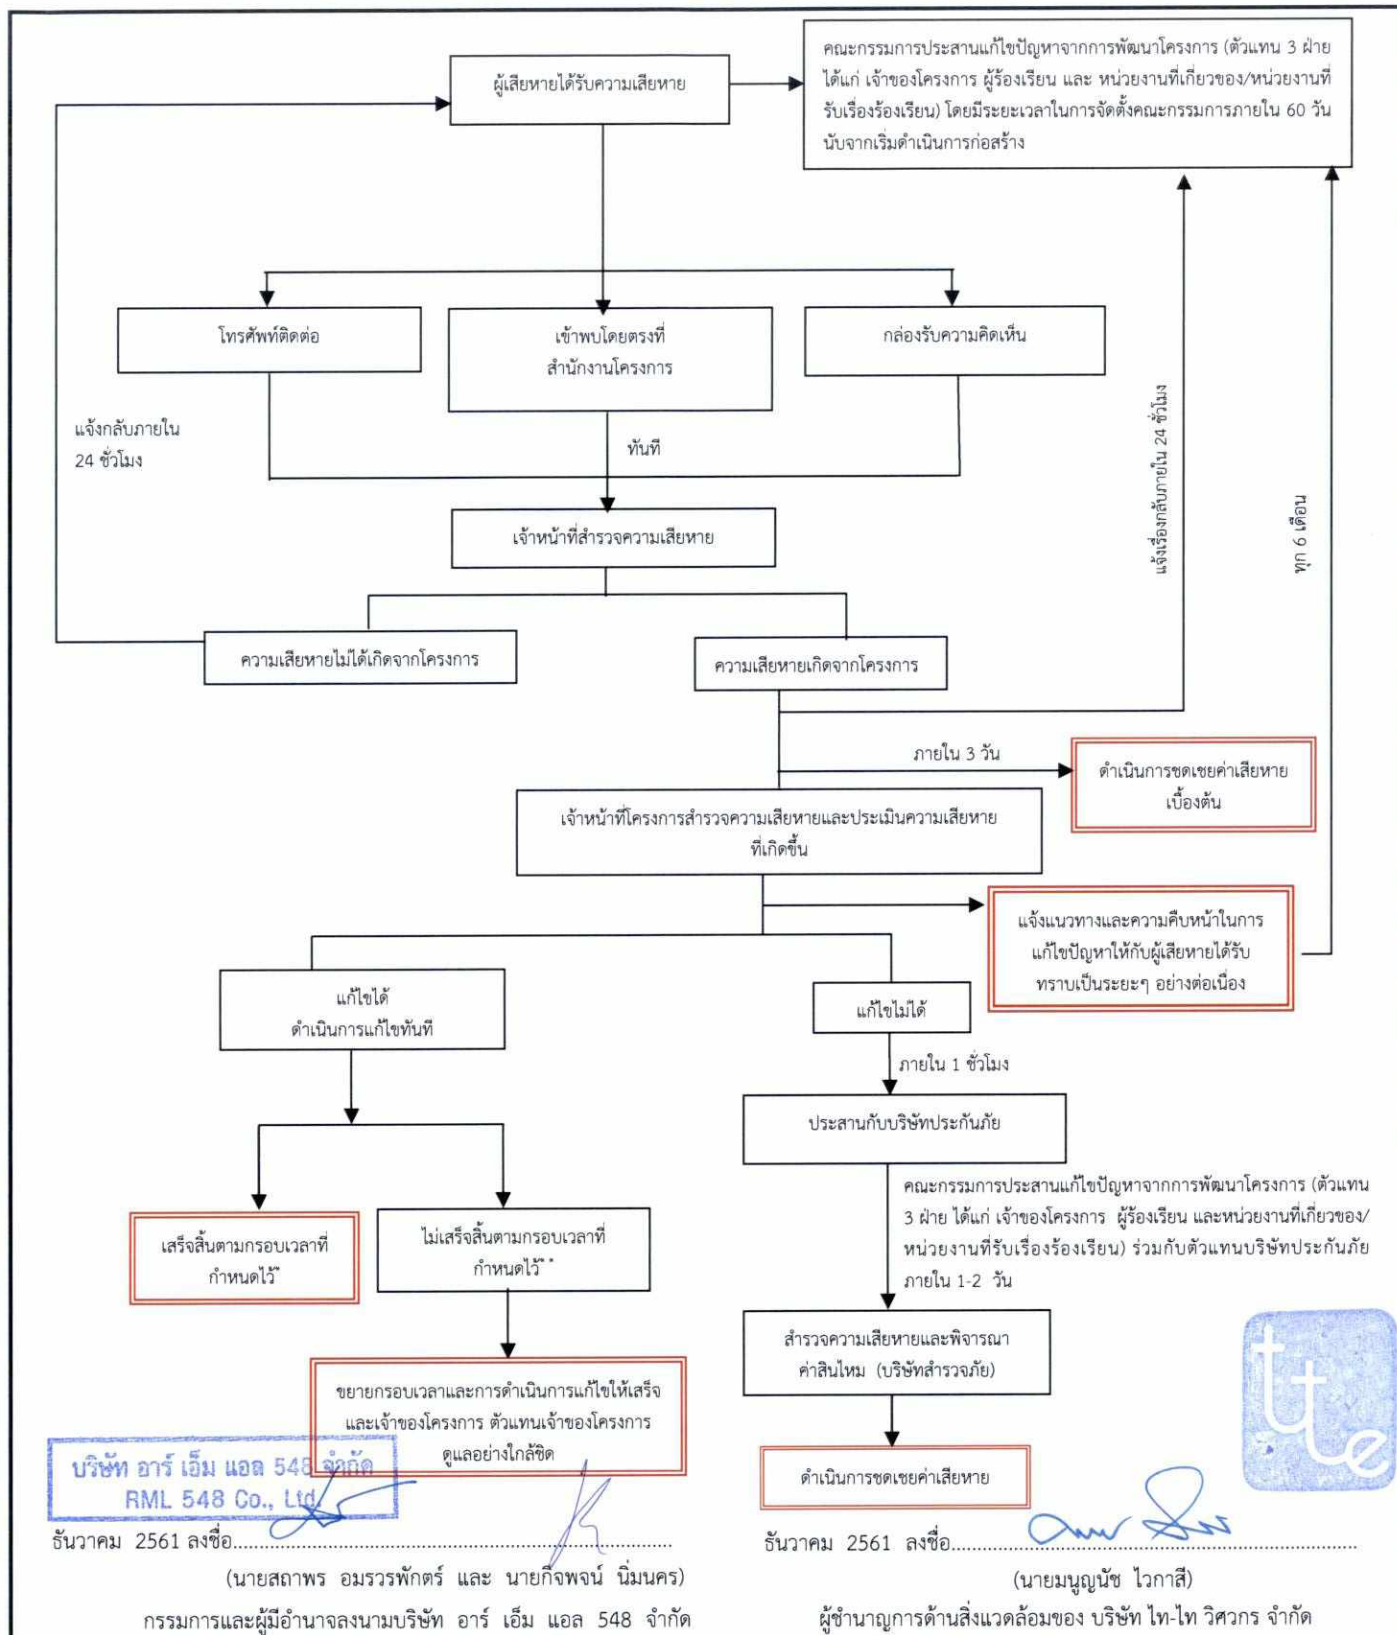 ผู้เสียหายได้รับความเสียหาย
คณะกรรมการประสานแก้ไขปัญหาจากการพัฒนาโครงการ (ตัวแทน 3 ฝ่าย
ได้แก่ เจ้าของโครงการ ผู้ร้องเรียน และ หน่วยงานที่เกี่ยวของ/หน่วยงานที่
รับเรื่องร้องเรียน) โดยมีระยะเวลาในการจัดตั้งคณะกรรมการภายใน 60 วัน
นับจากเริ่มดำเนินการก่อสร้าง
โทรศัพท์ติดต่อ
เข้าพบโดยตรงที่
สำนักงานโครงการ
กล่องรับความคิดเห็น
แจ้งกลับภายใน
24 ชั่วโมง
ทันที
แจ้งเรื่องกลับภายใน 24 ชั่วโมง
ทุก 6 เดือน
เจ้าหน้าที่สำรวจความเสียหาย
ความเสียหายไม่ได้เกิดจากโครงการ
ความเสียหายเกิดจากโครงการ
ภายใน 3 วัน
ดำเนินการชดเชยค่าเสียหาย
เบื้องต้น
เจ้าหน้าที่โครงการสำรวจความเสียหายและประเมินความเสียหาย
ที่เกิดขึ้น
แจ้งแนวทางและความคืบหน้าในการ
แก้ไขปัญหาให้กับผู้เสียหายได้รับ
ทราบเป็นระยะๆ อย่างต่อเนื่อง
แก้ไขได้
ดำเนินการแก้ไขทันที
แก้ไขไม่ได้
ภายใน 1 ชั่วโมง
ประสานกับบริษัทประกันภัย
คณะกรรมการประสานแก้ไขปัญหาจากการพัฒนาโครงการ (ตัวแทน
3 ฝ่าย ได้แก่ เจ้าของโครงการ ผู้ร้องเรียน และหน่วยงานที่เกี่ยวของ/
หน่วยงานที่รับเรื่องร้องเรียน) ร่วมกับตัวแทนบริษัทประกันภัย
ภายใน 1-2 วัน
เสร็จสิ้นตามกรอบเวลาที่
กำหนดไว้*
ไม่เสร็จสิ้นตามกรอบเวลาที่
กำหนดไว้**
สำรวจความเสียหายและพิจารณา
ค่าสินไหม (บริษัทสำรวจภัย)
ขยายกรอบเวลาและการดำเนินการแก้ไขให้เสร็จ
และเจ้าของโครงการ ตัวแทนเจ้าของโครงการ
ดูแลอย่างใกล้ชิด
ดำเนินการชดเชยค่าเสียหาย
บริษัท อาร์ เอ็ม แอล 548 จำกัด
RML 548 Co., Ltd.
tte
ธันวาคม 2561 ลงชื่อ
(นายสถาพร อมรวรพักตร์ และ นายกิจพจน์ นิ่มนคร)
กรรมการและผู้มีอำนาจลงนามบริษัท อาร์ เอ็ม แอล 548 จำกัด
ธันวาคม 2561 ลงชื่อ
(นายมนูญนัช ไวกาสี)
ผู้ชำนาญการด้านสิ่งแวดล้อมของ บริษัท ไท-ไท วิศวกร จำกัด